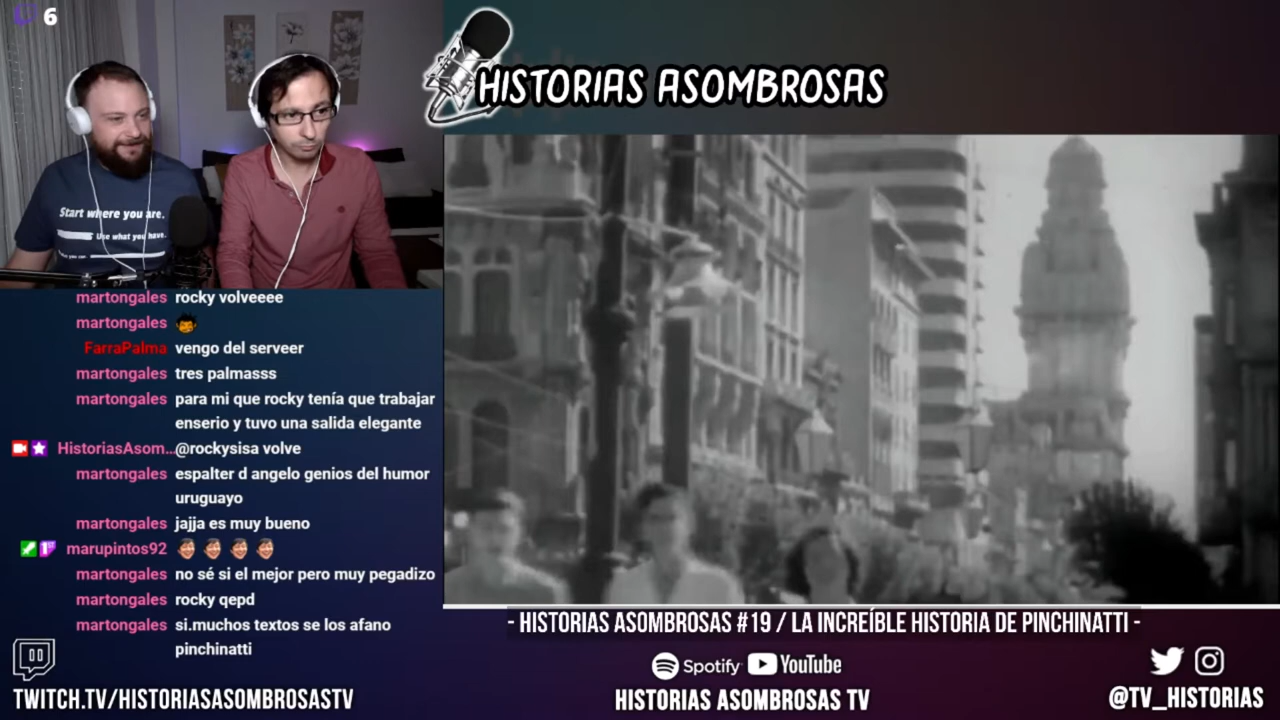 6
HISTORIAS ASOMBROSAS
Start where you are.
Use what you have.
martongales rocky volveeee
martongales
FarraPalma vengo del serveer
martongales tres palmasss
martongales para mi que rocky tenía que trabajar
enserio y tuvo una salida elegante
HistoriasAsom... @rockysisa volve
martongales espalter d angelo genios del humor
uruguayo
martongales jajja es muy bueno
marupintos92
martongales no sé si el mejor pero muy pegadizo
martongales rocky qepd
martongales si.muchos textos se los afano
pinchinatti
- HISTORIAS ASOMBROSAS #19 / LA INCREÍBLE HISTORIA DE PINCHINATTI -
Spotify YouTube
TWITCH.TV/HISTORIASASOMBROSASTV
HISTORIAS ASOMBROSAS TV
@TV_HISTORIAS